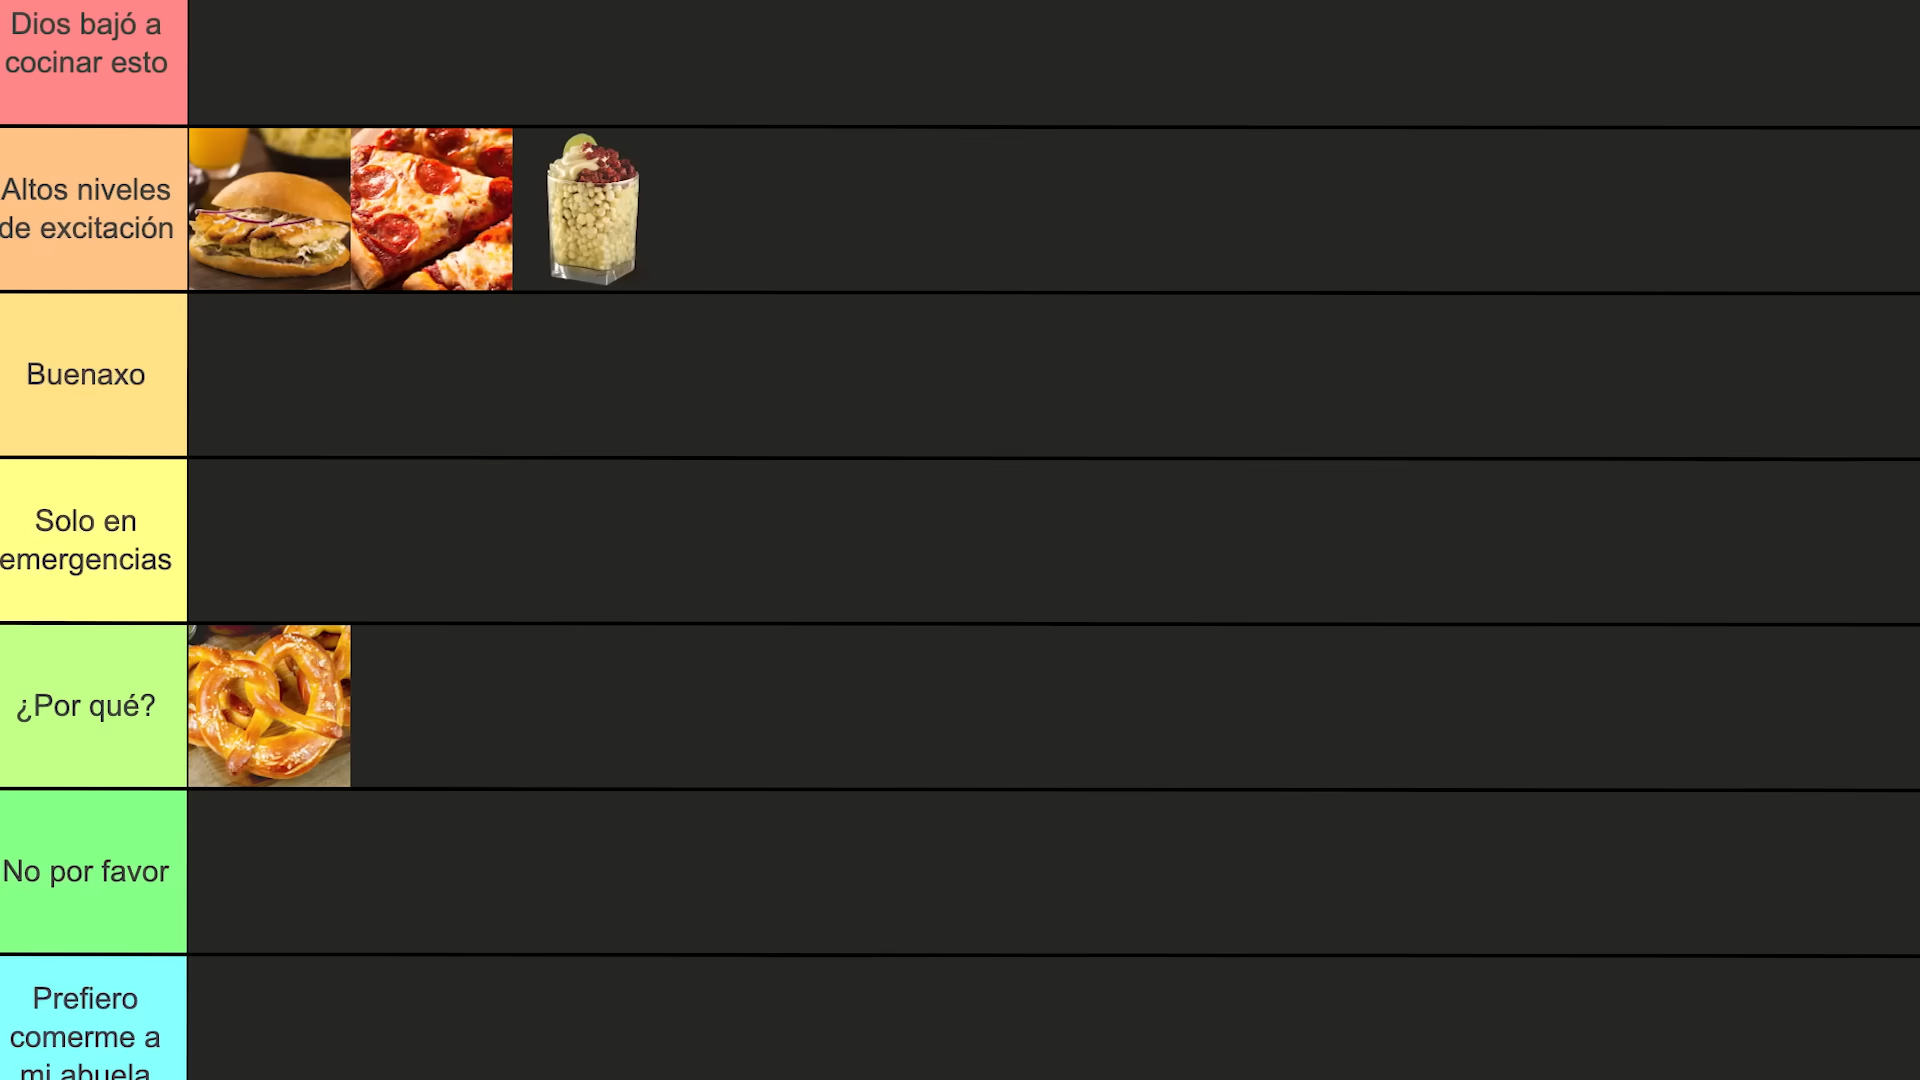 Dios bajó a
cocinar esto
Altos niveles
de excitación
Buenaxo
Solo en
emergencias
¿Por qué?
No por favor
Prefiero
comerme a
mi abuela